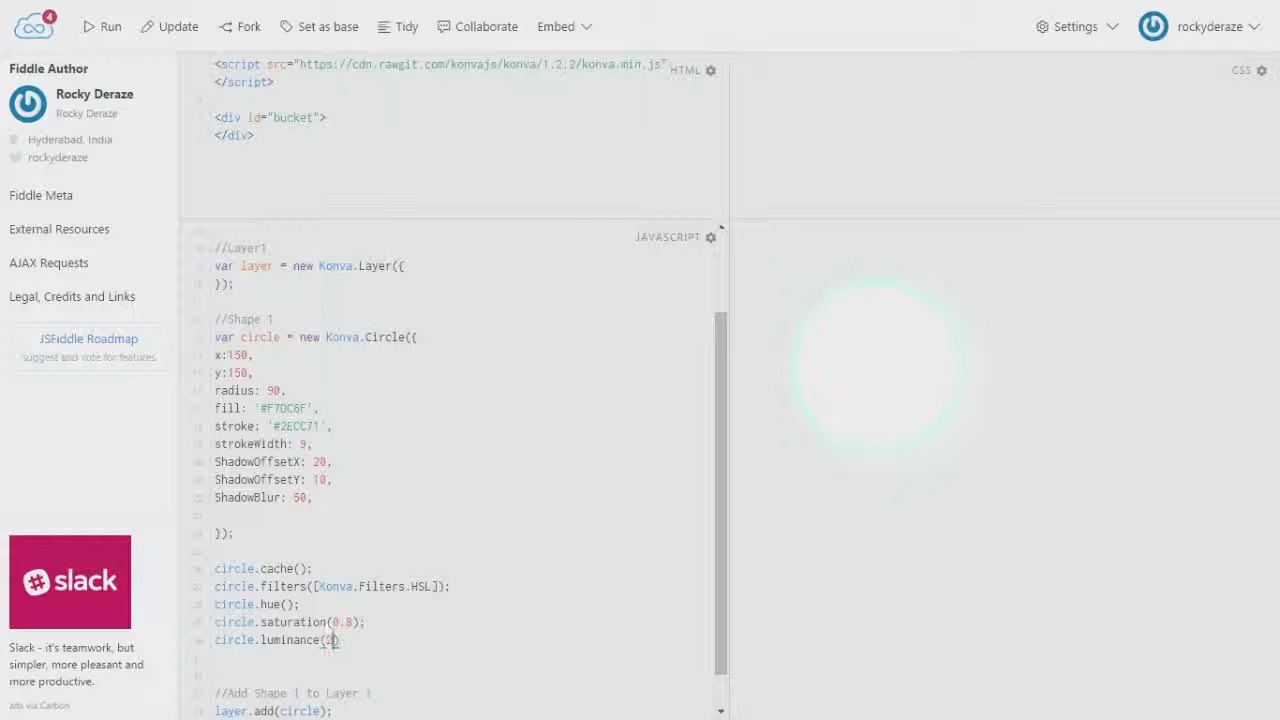 4
Run
Update
Fork
Set as base
Tidy
Collaborate
Embed
Settings
rockyderaze
Fiddle Author
Rocky Deraze
Rocky Deraze
Hyderabad, India
rockyderaze
Fiddle Meta
External Resources
AJAX Requests
Legal, Credits and Links
JSFiddle Roadmap
suggest and vote for features
slack
Slack - it's teamwork, but
simpler, more pleasant and
more productive.
ads via Carbon
<script src="https://cdn.rawgit.com/konvajs/konva/1.2.2/konva.min.js"
</script>
<div id="bucket">
</div>
HTML
CSS
JAVASCRIPT
//Layer1
var layer = new Konva.Layer({
});
//Shape 1
var circle = new Konva.Circle({
x:150,
y:150,
radius: 90,
fill: '#F7DC6F',
stroke: '#2ECC71',
strokeWidth: 9,
ShadowOffsetX: 20,
ShadowOffsetY: 10,
ShadowBlur: 50,
});
circle.cache();
circle.filters([Konva.Filters.HSL]);
circle.hue();
circle.saturation(0.8);
circle.luminance(2)
//Add Shape 1 to Layer 1
layer.add(circle);